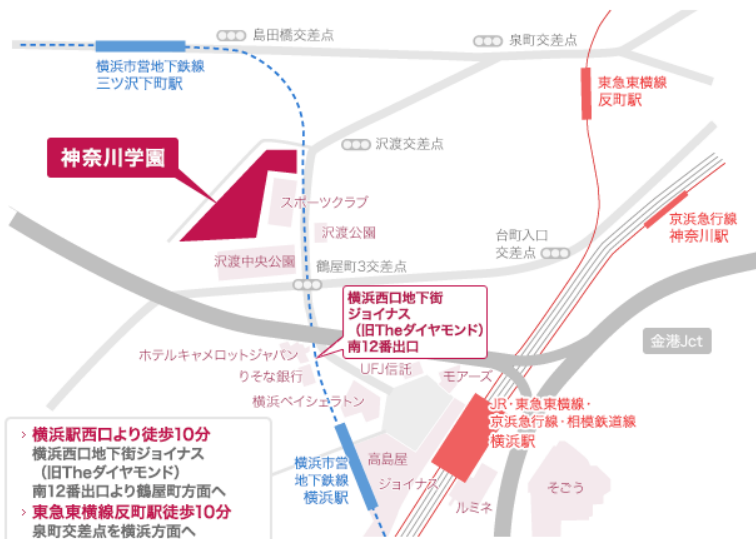 島田橋交差点
泉町交差点
横浜市営地下鉄線
三ツ沢下町駅
東急東横線
反町駅
沢渡交差点
神奈川学園
スポーツクラブ
沢渡公園
京浜急行線
神奈川駅
台町入口
交差点
沢渡中央公園
鶴屋町3交差点
横浜西口地下街
ジョイナス
（旧Theダイヤモンド）
南12番出口
金港Jct
ホテルキャメロットジャパン
UFJ信託
りそな銀行
モアーズ
横浜ベイシェラトン
JR・東急東横線・
京浜急行線・相模鉄道線
横浜駅
横浜市営
地下鉄線
横浜駅
高島屋
ジョイナス
ルミネ
そごう
› 横浜駅西口より徒歩10分
横浜西口地下街ジョイナス
（旧Theダイヤモンド）
南12番出口より鶴屋町方面へ
› 東急東横線反町駅徒歩10分
泉町交差点を横浜方面へ